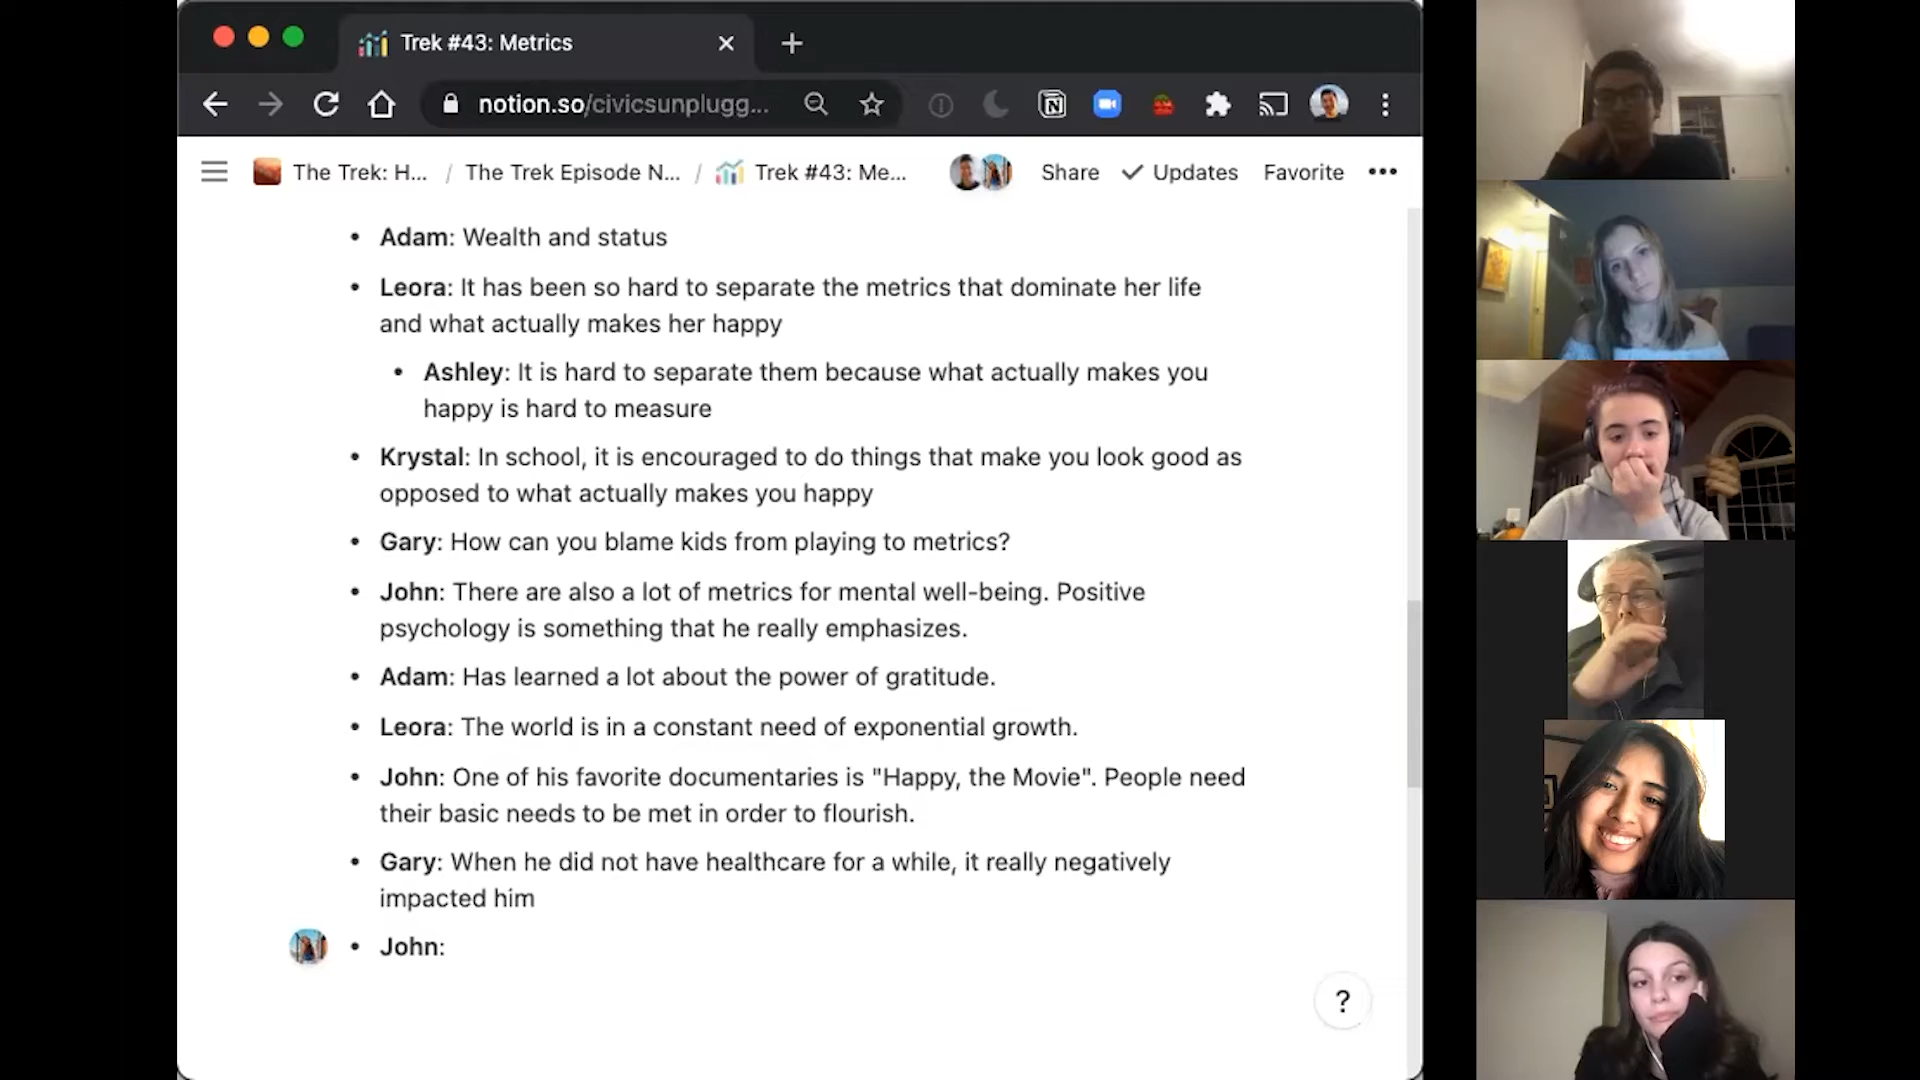 Trek #43: Metrics
notion.so/civicsunplugg...
The Trek: H... / The Trek Episode N... / Trek #43: Me... Share Updates Favorite
• Adam: Wealth and status
• Leora: It has been so hard to separate the metrics that dominate her life
and what actually makes her happy
• Ashley: It is hard to separate them because what actually makes you
happy is hard to measure
• Krystal: In school, it is encouraged to do things that make you look good as
opposed to what actually makes you happy
• Gary: How can you blame kids from playing to metrics?
• John: There are also a lot of metrics for mental well-being. Positive
psychology is something that he really emphasizes.
• Adam: Has learned a lot about the power of gratitude.
• Leora: The world is in a constant need of exponential growth.
• John: One of his favorite documentaries is "Happy, the Movie". People need
their basic needs to be met in order to flourish.
• Gary: When he did not have healthcare for a while, it really negatively
impacted him
• John:
?